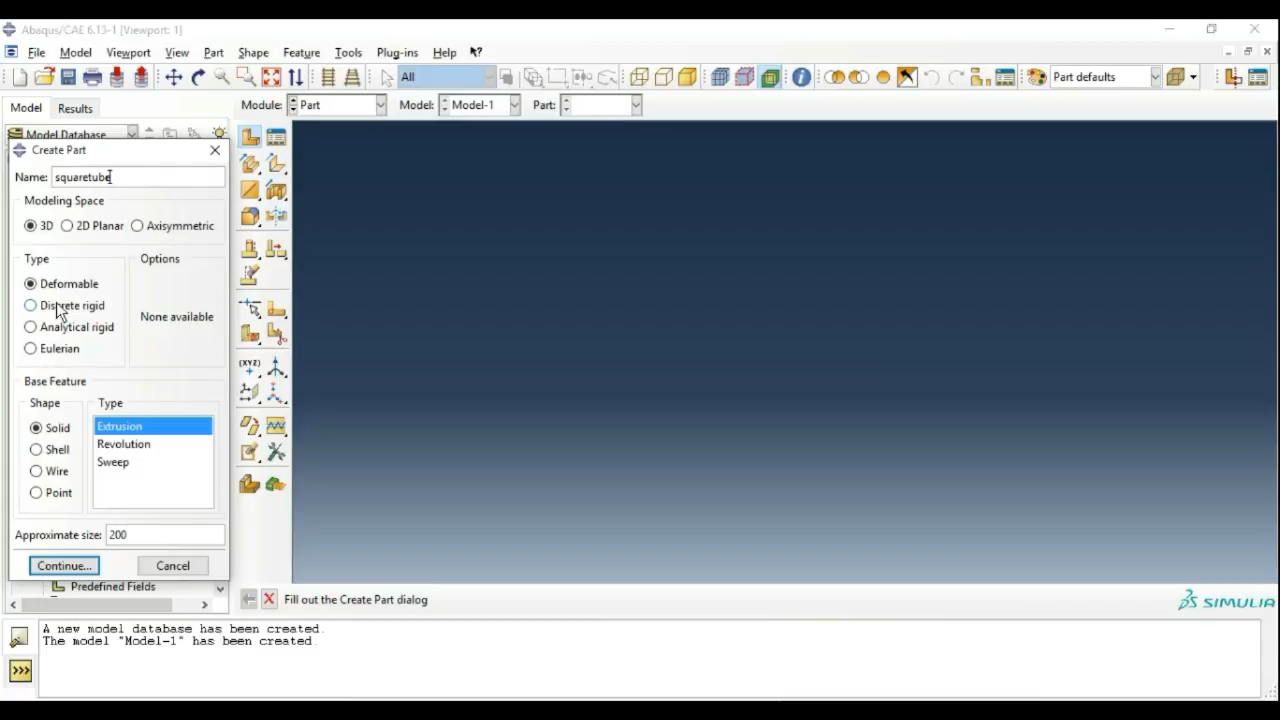 Abaqus/CAE 6.13-1 [Viewport: 1]
File Model Viewport View Part Shape Feature Tools Plug-ins Help
All Part defaults
Model Results Module: Part Model: Model-1 Part:
Model Database
Create Part
Name: squaretube
Modeling Space
3D 2D Planar Axisymmetric
Type Options
Deformable
Discrete rigid
None available
Analytical rigid
Eulerian
Base Feature
Shape Type
Solid Extrusion
Shell Revolution
Wire Sweep
Point
(XYZ)
Approximate size: 200
Continue... Cancel
Predefined Fields
Fill out the Create Part dialog
SIMULIA
A new model database has been created.
The model "Model-1" has been created.
>>>